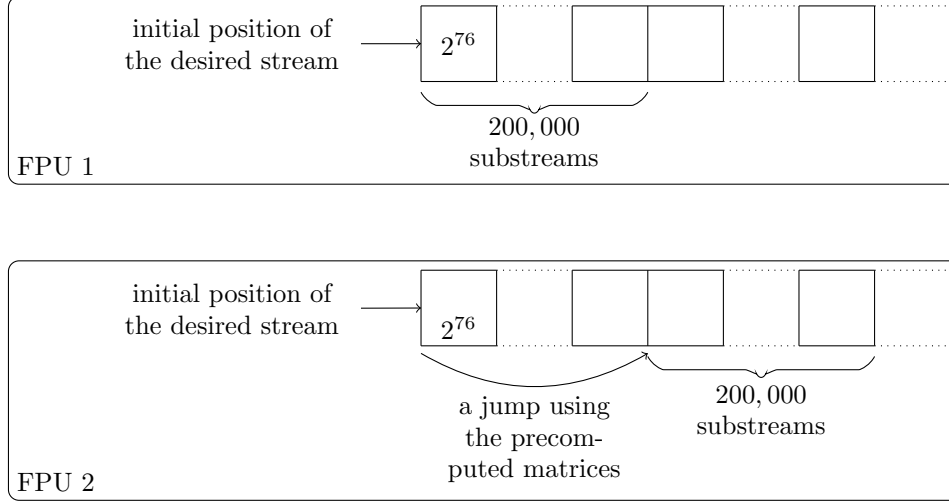 initial position of
the desired stream
2^76
200,000
substreams
FPU 1
initial position of
the desired stream
2^76
a jump using
the precom-
puted matrices
200,000
substreams
FPU 2